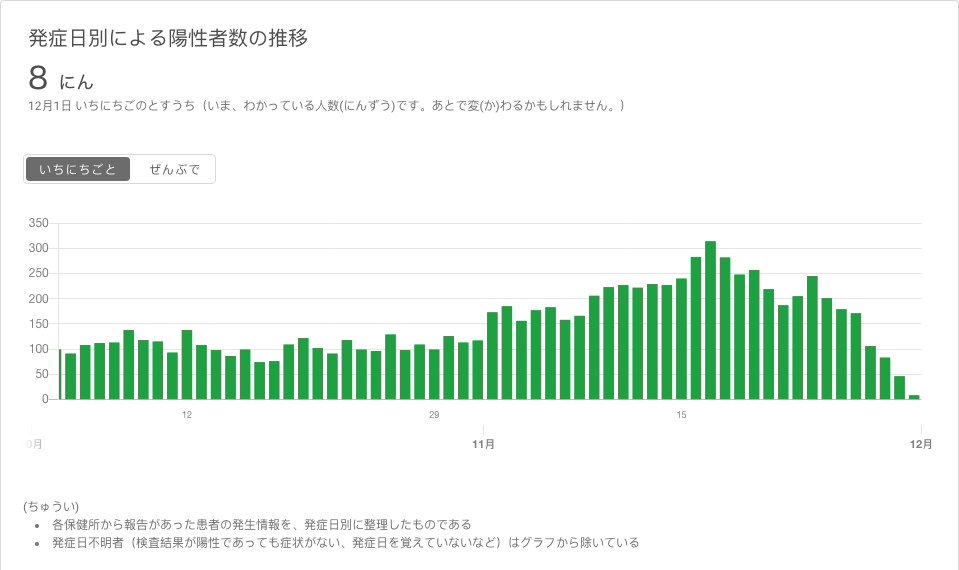 発症日別による陽性者数の推移
8 にん
12月1日 いちにちごのとすうち（いま、わかっている人数(にんずう)です。あとで変(か)わるかもしれません。）
いちにちごと
ぜんぶで
350
300
250
200
150
100
50
0
12
29
15
0月
11月
12月
(ちゅうい)
• 各保健所から報告があった患者の発生情報を、発症日別に整理したものである
• 発症日不明者（検査結果が陽性であっても症状がない、発症日を覚えていないなど）はグラフから除いている